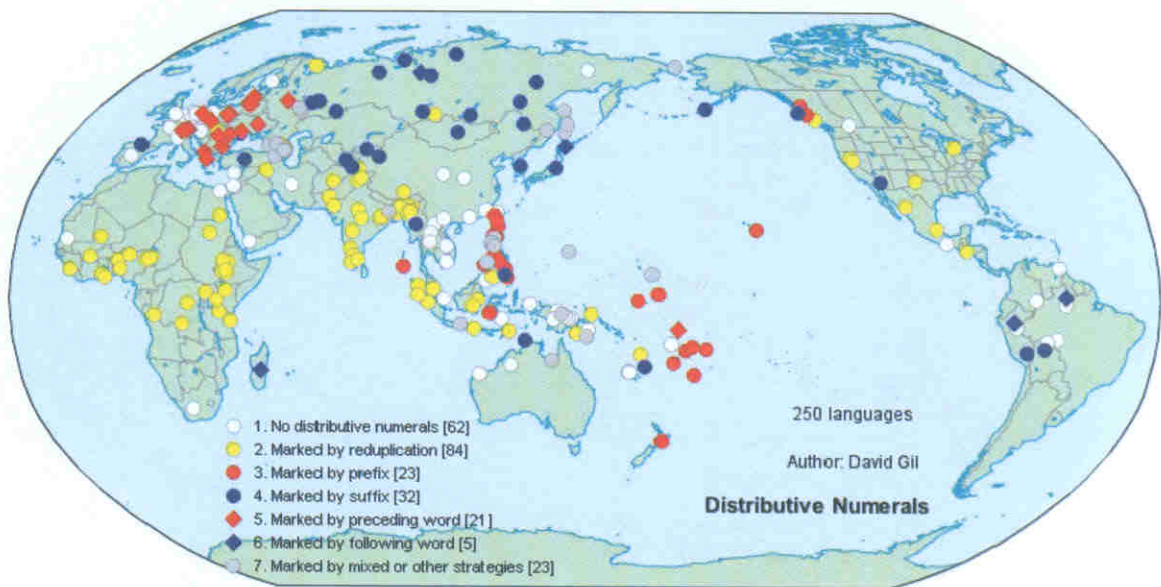 1. No distributive numerals [62]
2. Marked by reduplication [84]
3. Marked by prefix [23]
4. Marked by suffix [32]
5. Marked by preceding word [21]
6. Marked by following word [5]
7. Marked by mixed or other strategies [23]
250 languages
Author: David Gil
Distributive Numerals